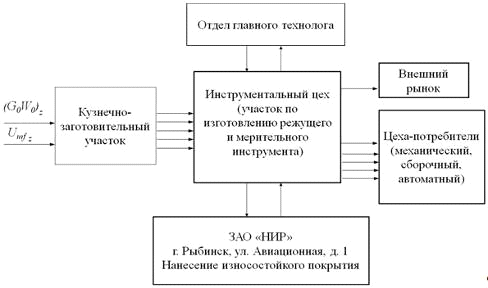 Отдел главного технолога
(G₀W₀)z
Umf z
Кузнечно-
заготовительный
участок
Инструментальный цех
(участок по
изготовлению режущего
и мерительного
инструмента)
Внешний
рынок
Цеха-потребители
(механический,
сборочный,
автоматный)
ЗАО «НИР»
г. Рыбинск, ул. Авиационная, д. 1
Нанесение износостойкого покрытия